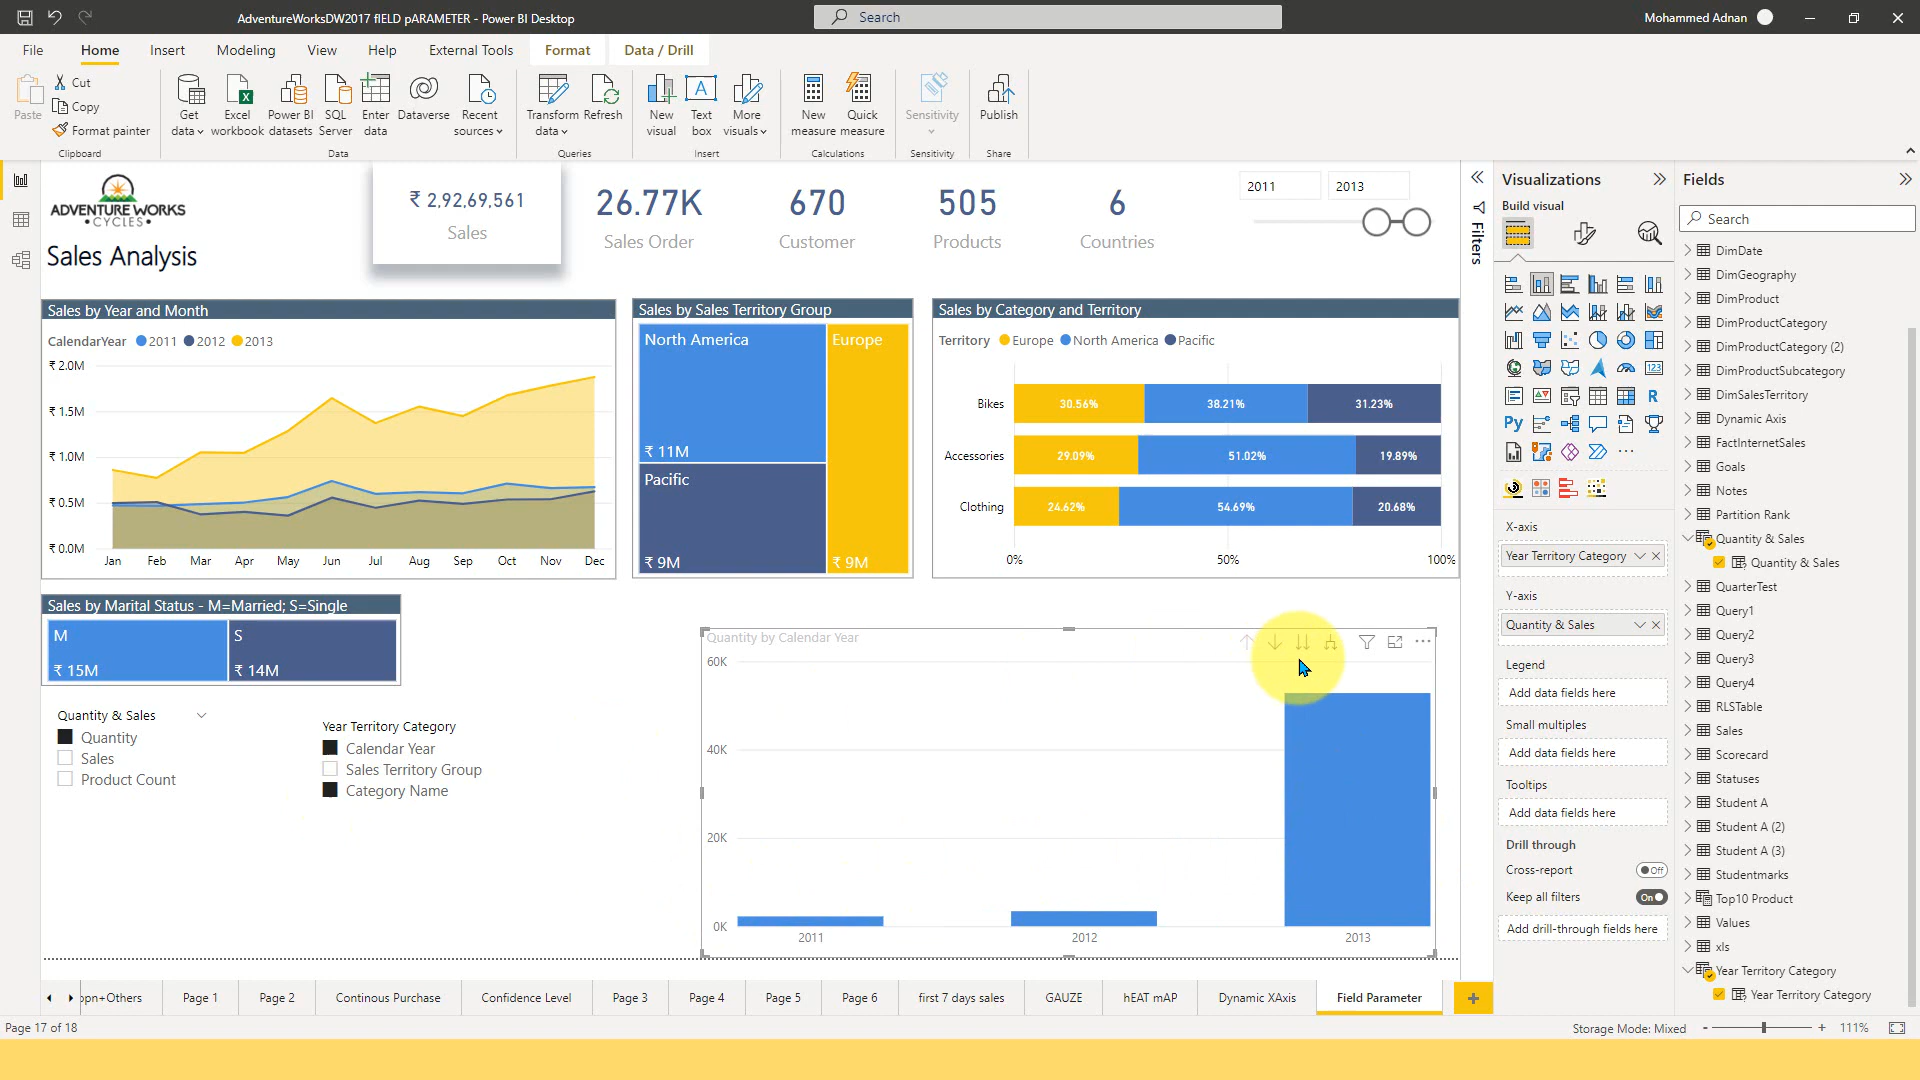 AdventureWorksDW2017 fIELD pARAMETER - Power BI Desktop
Search
Mohammed Adnan
File Home Insert Modeling View Help External Tools Format Data / Drill
Paste
Cut
Copy
Format painter
Get data
Excel workbook
Power BI datasets
SQL Server
Enter data
Dataverse
Recent sources
Transform data
Refresh
New visual
Text box
More visuals
New measure
Quick measure
Sensitivity
Publish
Clipboard
Data
Queries
Insert
Calculations
Sensitivity
Share
ADVENTURE WORKS
CYCLES
Sales Analysis
₹ 2,92,69,561
Sales
26.77K
Sales Order
670
Customer
505
Products
6
Countries
2011
2013
Sales by Year and Month
CalendarYear 2011 2012 2013
₹ 2.0M
₹ 1.5M
₹ 1.0M
₹ 0.5M
₹ 0.0M
Jan Feb Mar Apr May Jun Jul Aug Sep Oct Nov Dec
Sales by Sales Territory Group
North America
₹ 11M
Europe
₹ 9M
Pacific
₹ 9M
Sales by Category and Territory
Territory Europe North America Pacific
Bikes 30.56% 38.21% 31.23%
Accessories 29.09% 51.02% 19.89%
Clothing 24.62% 54.69% 20.68%
0% 50% 100%
Sales by Marital Status - M=Married; S=Single
M
₹ 15M
S
₹ 14M
Quantity & Sales
Quantity
Sales
Product Count
Year Territory Category
Calendar Year
Sales Territory Group
Category Name
Quantity by Calendar Year
60K
40K
20K
0K
2011 2012 2013
Filters
Visualizations
Build visual
123
R
Py
X-axis
Year Territory Category
Y-axis
Quantity & Sales
Legend
Add data fields here
Small multiples
Add data fields here
Tooltips
Add data fields here
Drill through
Cross-report Off
Keep all filters On
Add drill-through fields here
Fields
Search
DimDate
DimGeography
DimProduct
DimProductCategory
DimProductCategory (2)
DimProductSubcategory
DimSalesTerritory
Dynamic Axis
FactInternetSales
Goals
Notes
Partition Rank
Quantity & Sales
Quantity & Sales
QuarterTest
Query1
Query2
Query3
Query4
RLSTable
Sales
Scorecard
Statuses
Student A
Student A (2)
Student A (3)
Studentmarks
Top10 Product
Values
xls
Year Territory Category
Year Territory Category
opn+Others Page 1 Page 2 Continous Purchase Confidence Level Page 3 Page 4 Page 5 Page 6 first 7 days sales GAUZE hEAT mAP Dynamic XAxis Field Parameter
Page 17 of 18
Storage Mode: Mixed
- + 111%